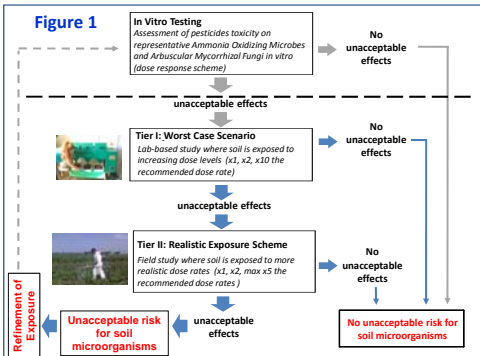 Figure 1
In Vitro Testing
Assessment of pesticides toxicity on
representative Ammonia Oxidizing Microbes
and Arbuscular Mycorrhizal Fungi in vitro
(dose response scheme)
No
unacceptable
effects
unacceptable effects
Tier I: Worst Case Scenario
Lab-based study where soil is exposed to
increasing dose levels (x1, x2, x10 the
recommended dose rate)
No
unacceptable
effects
unacceptable effects
Tier II: Realistic Exposure Scheme
Field study where soil is exposed to more
realistic dose rates (x1, x2, max x5 the
recommended dose rates )
No
unacceptable
effects
Refinement of
Exposure
Unacceptable risk
for soil
microorganisms
unacceptable
effects
No unacceptable risk for
soil microorganisms